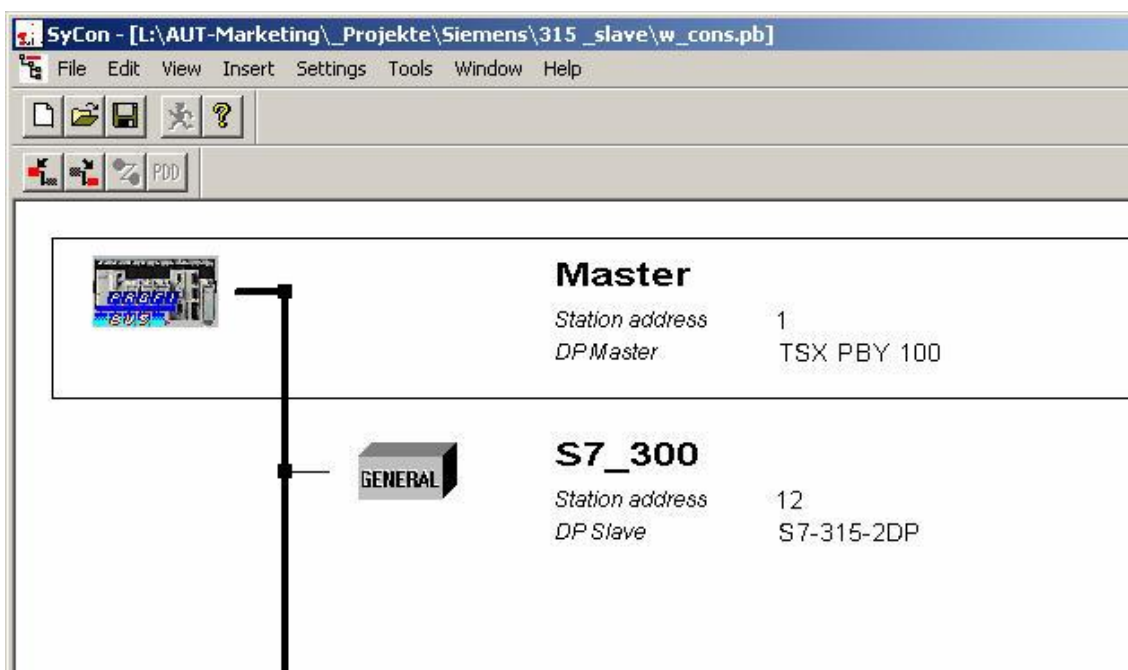 SyCon - [L:\AUT-Marketing\_Projekte\Siemens\315 _slave\w_cons.pb]
File Edit View Insert Settings Tools Window Help
PDD
Master
Station address 1
DP Master TSX PBY 100
S7_300
GENERAL
Station address 12
DP Slave S7-315-2DP